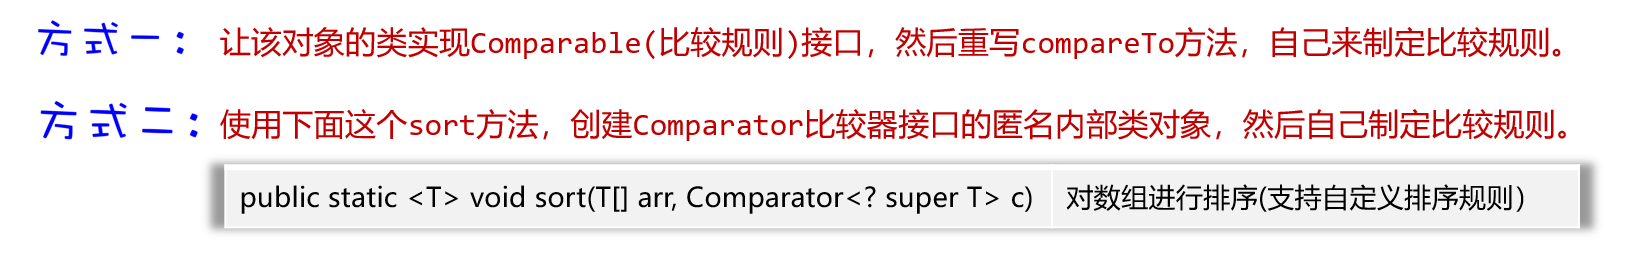 方式一：让该对象的类实现Comparable(比较规则)接口，然后重写compareTo方法，自己来制定比较规则。
方式二：使用下面这个sort方法，创建Comparator比较器接口的匿名内部类对象，然后自己制定比较规则。
public static <T> void sort(T[] arr, Comparator<? super T> c) 对数组进行排序(支持自定义排序规则）